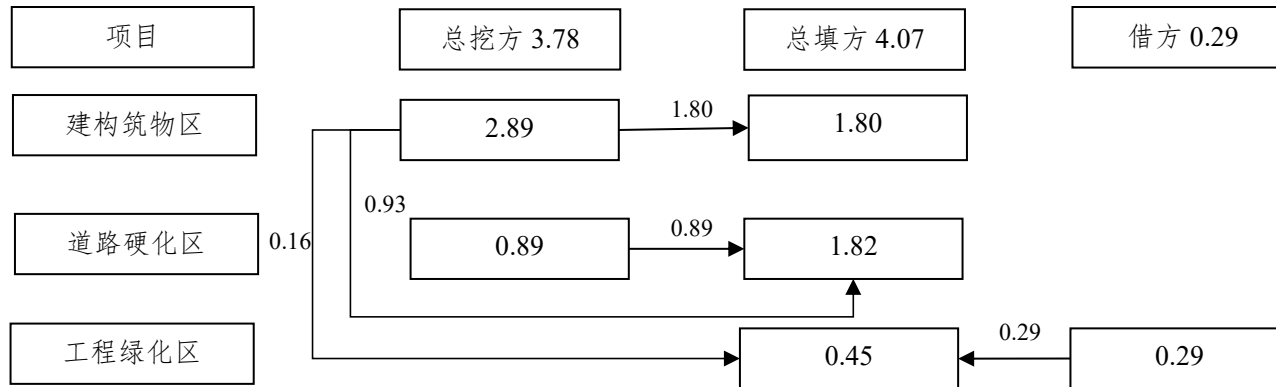 项目
总挖方 3.78
总填方 4.07
借方 0.29
建构筑物区
2.89
1.80
1.80
0.93
道路硬化区
0.16
0.89
0.89
1.82
工程绿化区
0.45
0.29
0.29